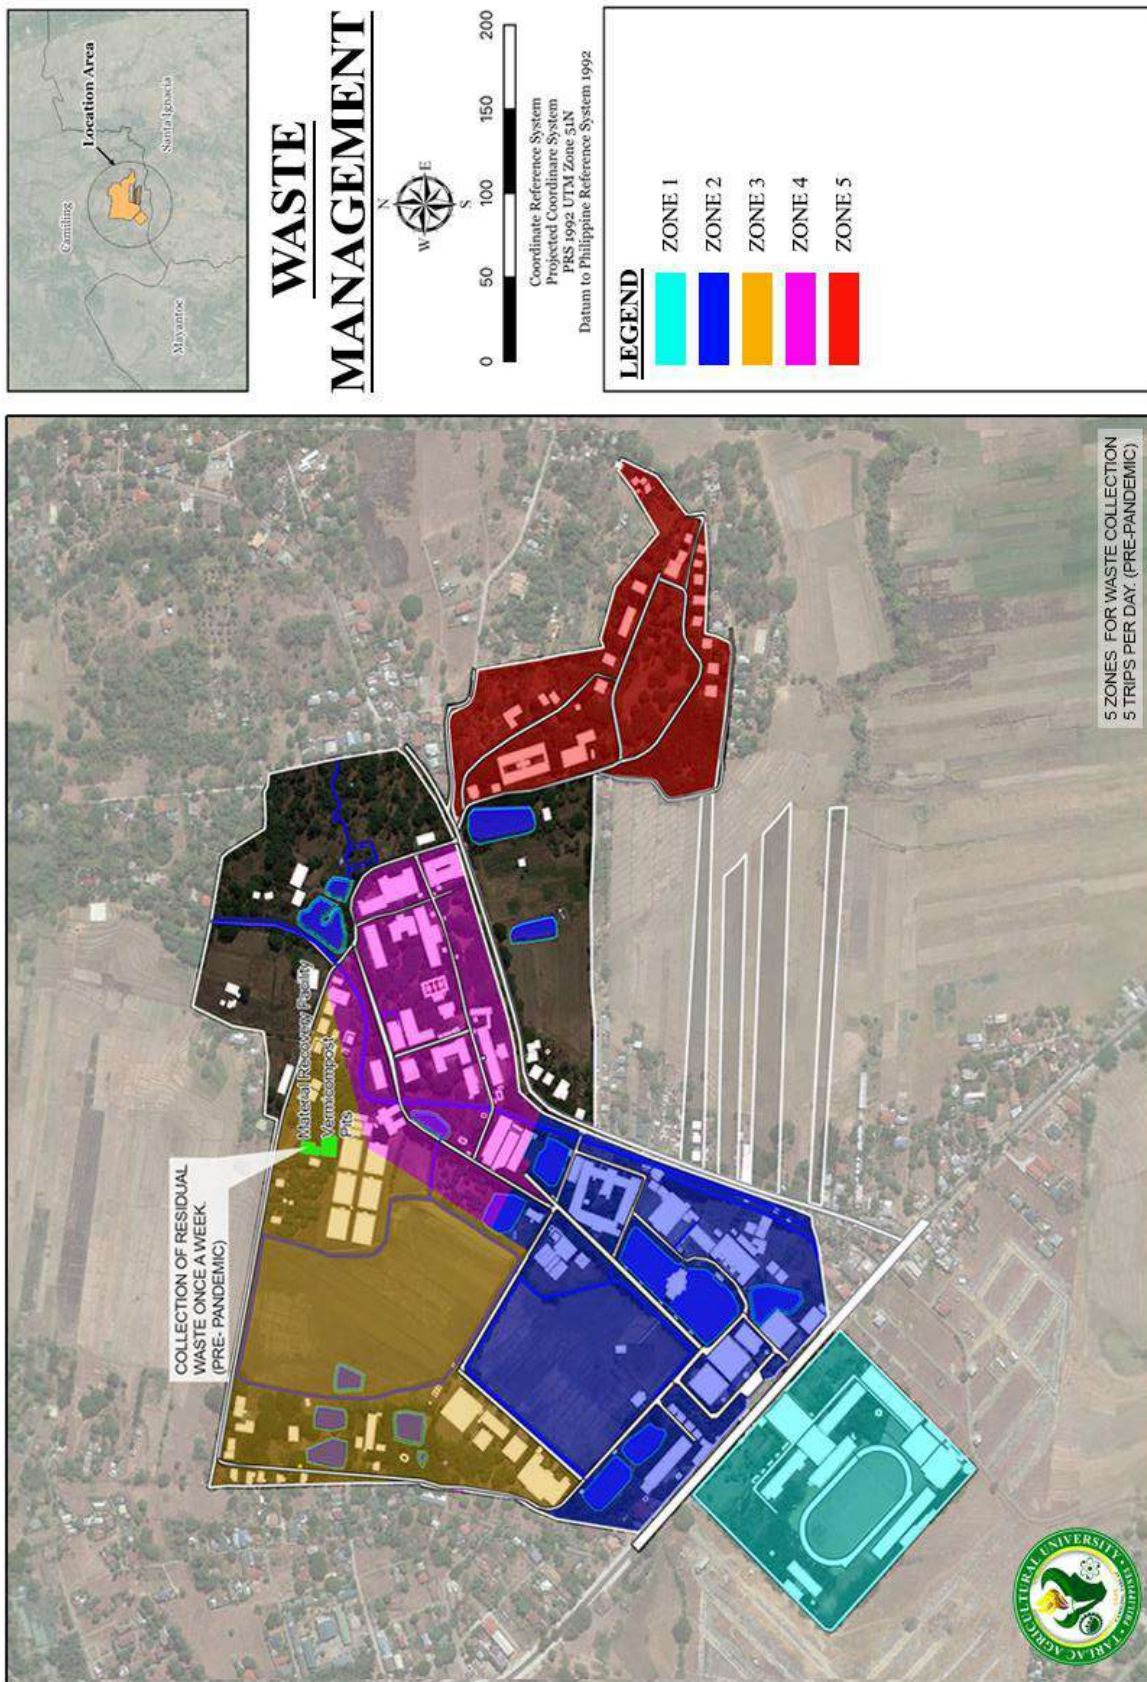 Location Area
Camiling
Santa Ignacia
Mayantoc
WASTE
MANAGEMENT
N
W
E
S
0
50
100
150
200
Coordinate Reference System
Projected Coordinare System
PRS 1992 UTM Zone 51N
Datum to Philippine Reference System 1992
LEGEND
ZONE 1
ZONE 2
ZONE 3
ZONE 4
ZONE 5
COLLECTION OF RESIDUAL
WASTE ONCE A WEEK.
(PRE- PANDEMIC)
Material Recovery Facility
Vermicompost
Pits
5 ZONES FOR WASTE COLLECTION
5 TRIPS PER DAY. (PRE-PANDEMIC)
TARLAC AGRICULTURAL UNIVERSITY
PHILIPPINES